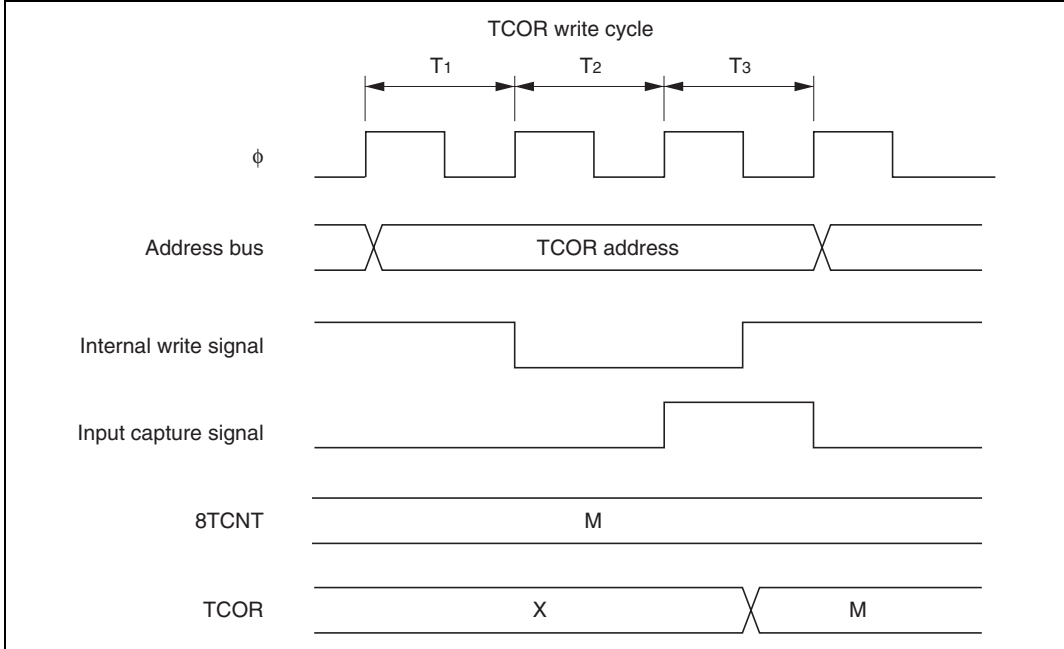 TCOR write cycle
T1 T2 T3
ϕ
Address bus TCOR address
Internal write signal
Input capture signal
8TCNT M
TCOR X M